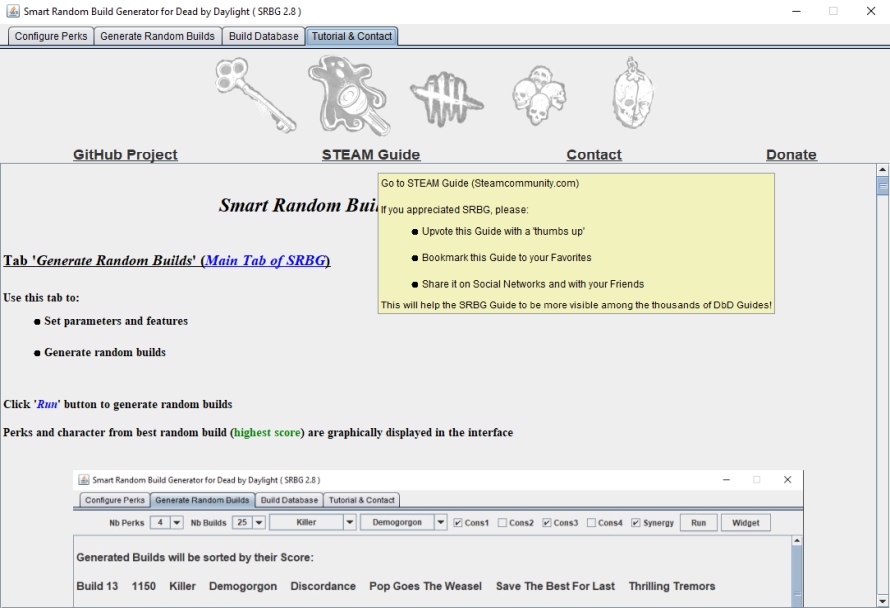 Smart Random Build Generator for Dead by Daylight ( SRBG 2.8 )
Configure Perks Generate Random Builds Build Database Tutorial & Contact
GitHub Project STEAM Guide Contact Donate
Smart Random
Go to STEAM Guide (Steamcommunity.com)
If you appreciated SRBG, please:
Upvote this Guide with a 'thumbs up'
Bookmark this Guide to your Favorites
Share it on Social Networks and with your Friends
This will help the SRBG Guide to be more visible among the thousands of DbD Guides!
Tab 'Generate Random Builds' (Main Tab of SRBG)
Use this tab to:
Set parameters and features
Generate random builds
Click 'Run' button to generate random builds
Perks and character from best random build (highest score) are graphically displayed in the interface
Smart Random Build Generator for Dead by Daylight ( SRBG 2.8 )
Configure Perks Generate Random Builds Build Database Tutorial & Contact
Nb Perks 4 Nb Builds 25 Killer Demogorgon Cons1 Cons2 Cons3 Cons4 Synergy Run Widget
Generated Builds will be sorted by their Score:
Build 13 1150 Killer Demogorgon Discordance Pop Goes The Weasel Save The Best For Last Thrilling Tremors